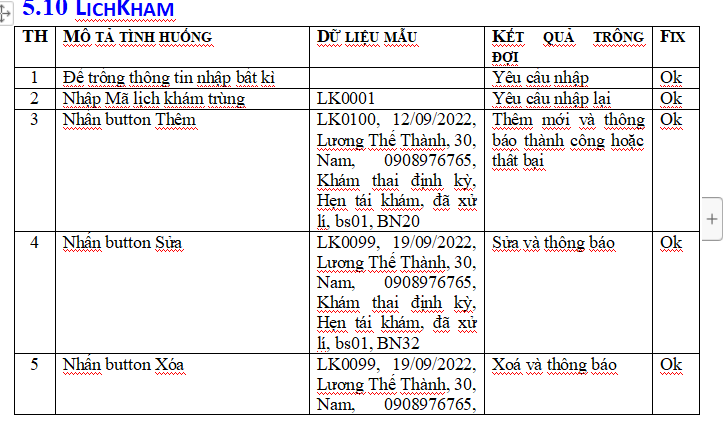 5.10 LICHKHAM
TH MÔ TẢ TÌNH HUỐNG DỮ LIỆU MẪU KẾT QUẢ TRÔNG ĐỢI FIX
1 Để trống thông tin nhập bất kì Yêu cầu nhập Ok
2 Nhập Mã lịch khám trùng LK0001 Yêu cầu nhập lại Ok
3 Nhấn button Thêm LK0100, 12/09/2022, Thêm mới và thông Ok
Lương Thế Thành, 30, báo thành công hoặc
Nam, 0908976765, thất bại
Khám thai định kỳ,
Hẹn tái khám, đã xử
lí, bs01, BN20
4 Nhấn button Sửa LK0099, 19/09/2022, Sửa và thông báo Ok
Lương Thế Thành, 30,
Nam, 0908976765,
Khám thai định kỳ,
Hẹn tái khám, đã xử
lí, bs01, BN32
5 Nhấn button Xóa LK0099, 19/09/2022, Xoá và thông báo Ok
Lương Thế Thành, 30,
Nam, 0908976765,